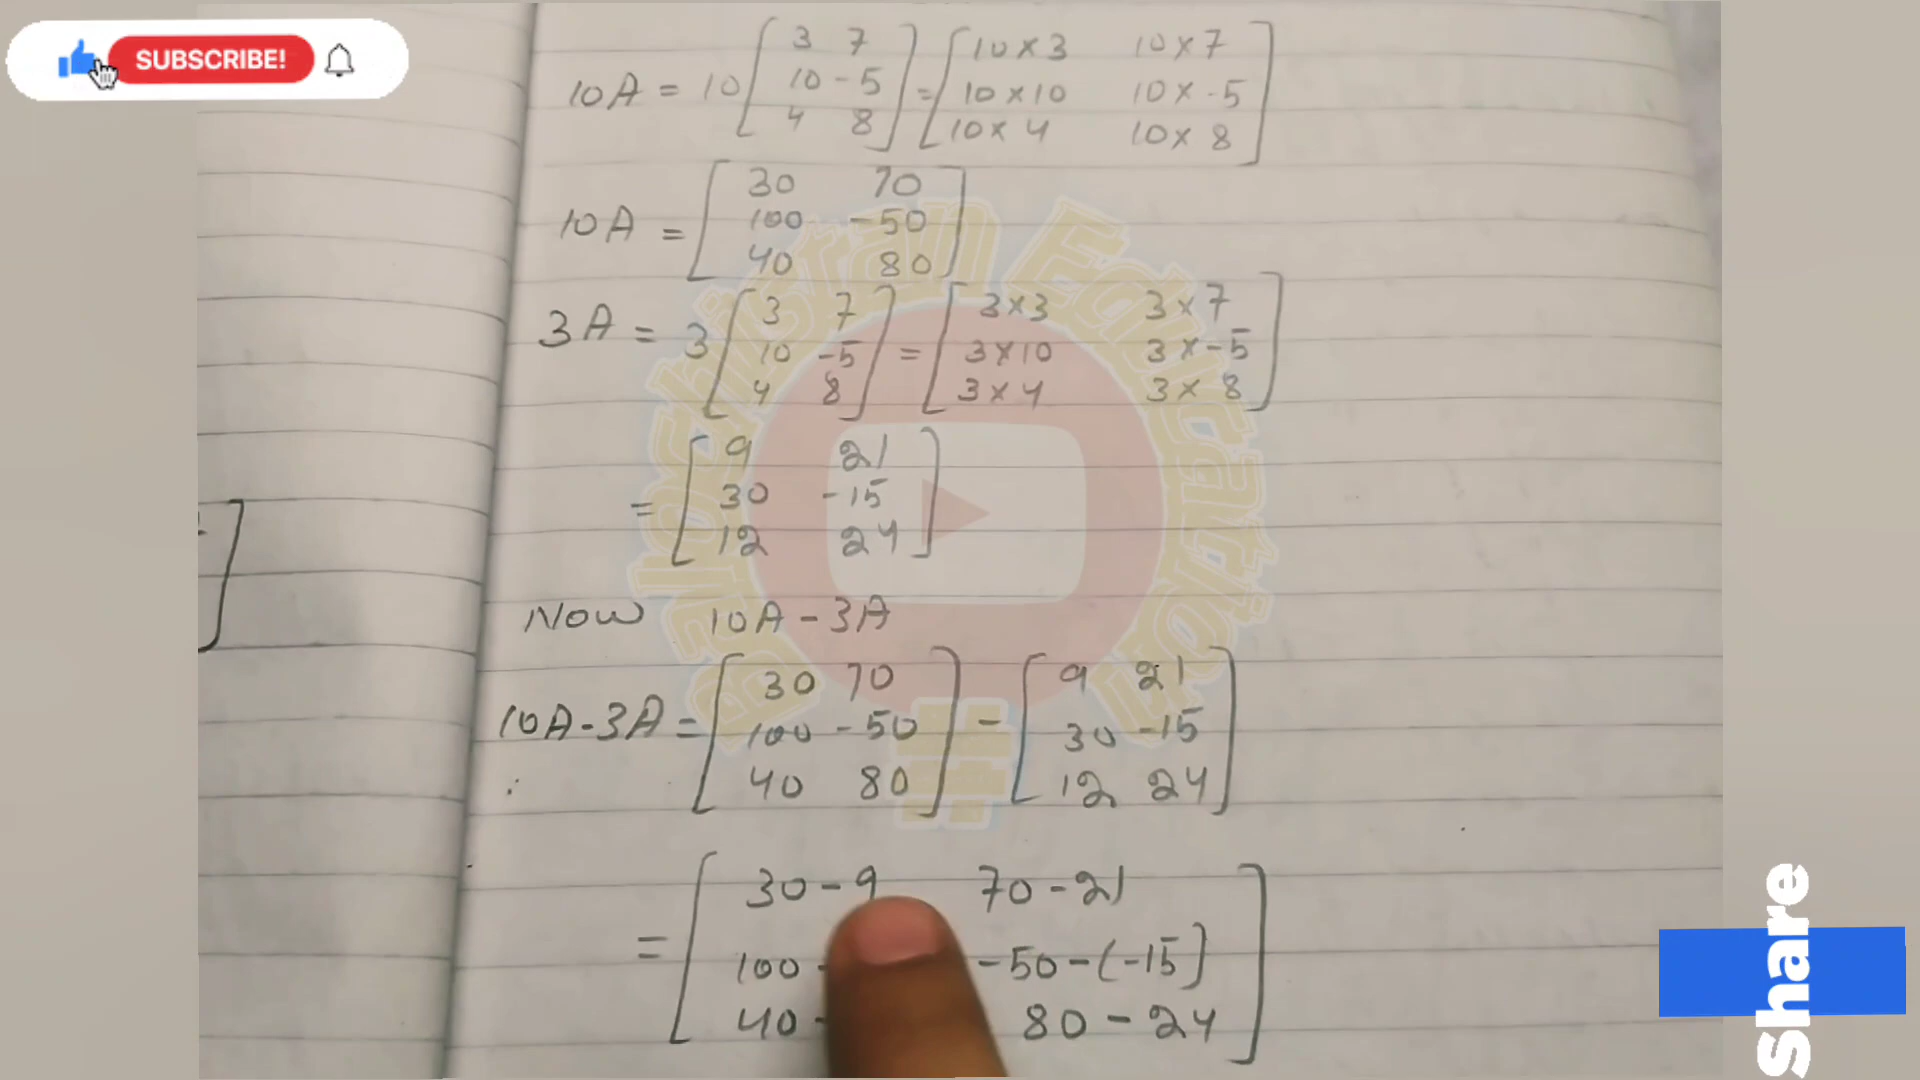 SUBSCRIBE!
10A = 10 [ 3 7 ] = [ 10 × 3 10 × 7 ]
10 - 5 10 × 10 10 × - 5
4 8 10 × 4 10 × 8
10A = [ 30 70 ]
100 - 50
40 80
3A = 3 [ 3 7 ] = [ 3 × 3 3 × 7 ]
10 - 5 3 × 10 3 × - 5
4 8 3 × 4 3 × 8
= [ 9 21 ]
30 - 15
12 24
Now 10A - 3A
10A - 3A = [ 30 70 ] - [ 9 21 ]
100 - 50 30 - 15
40 80 12 24
= [ 30 - 9 70 - 21 ]
100 - - 50 - (-15]
40 - 80 - 24
Balochistan Education
#
Share